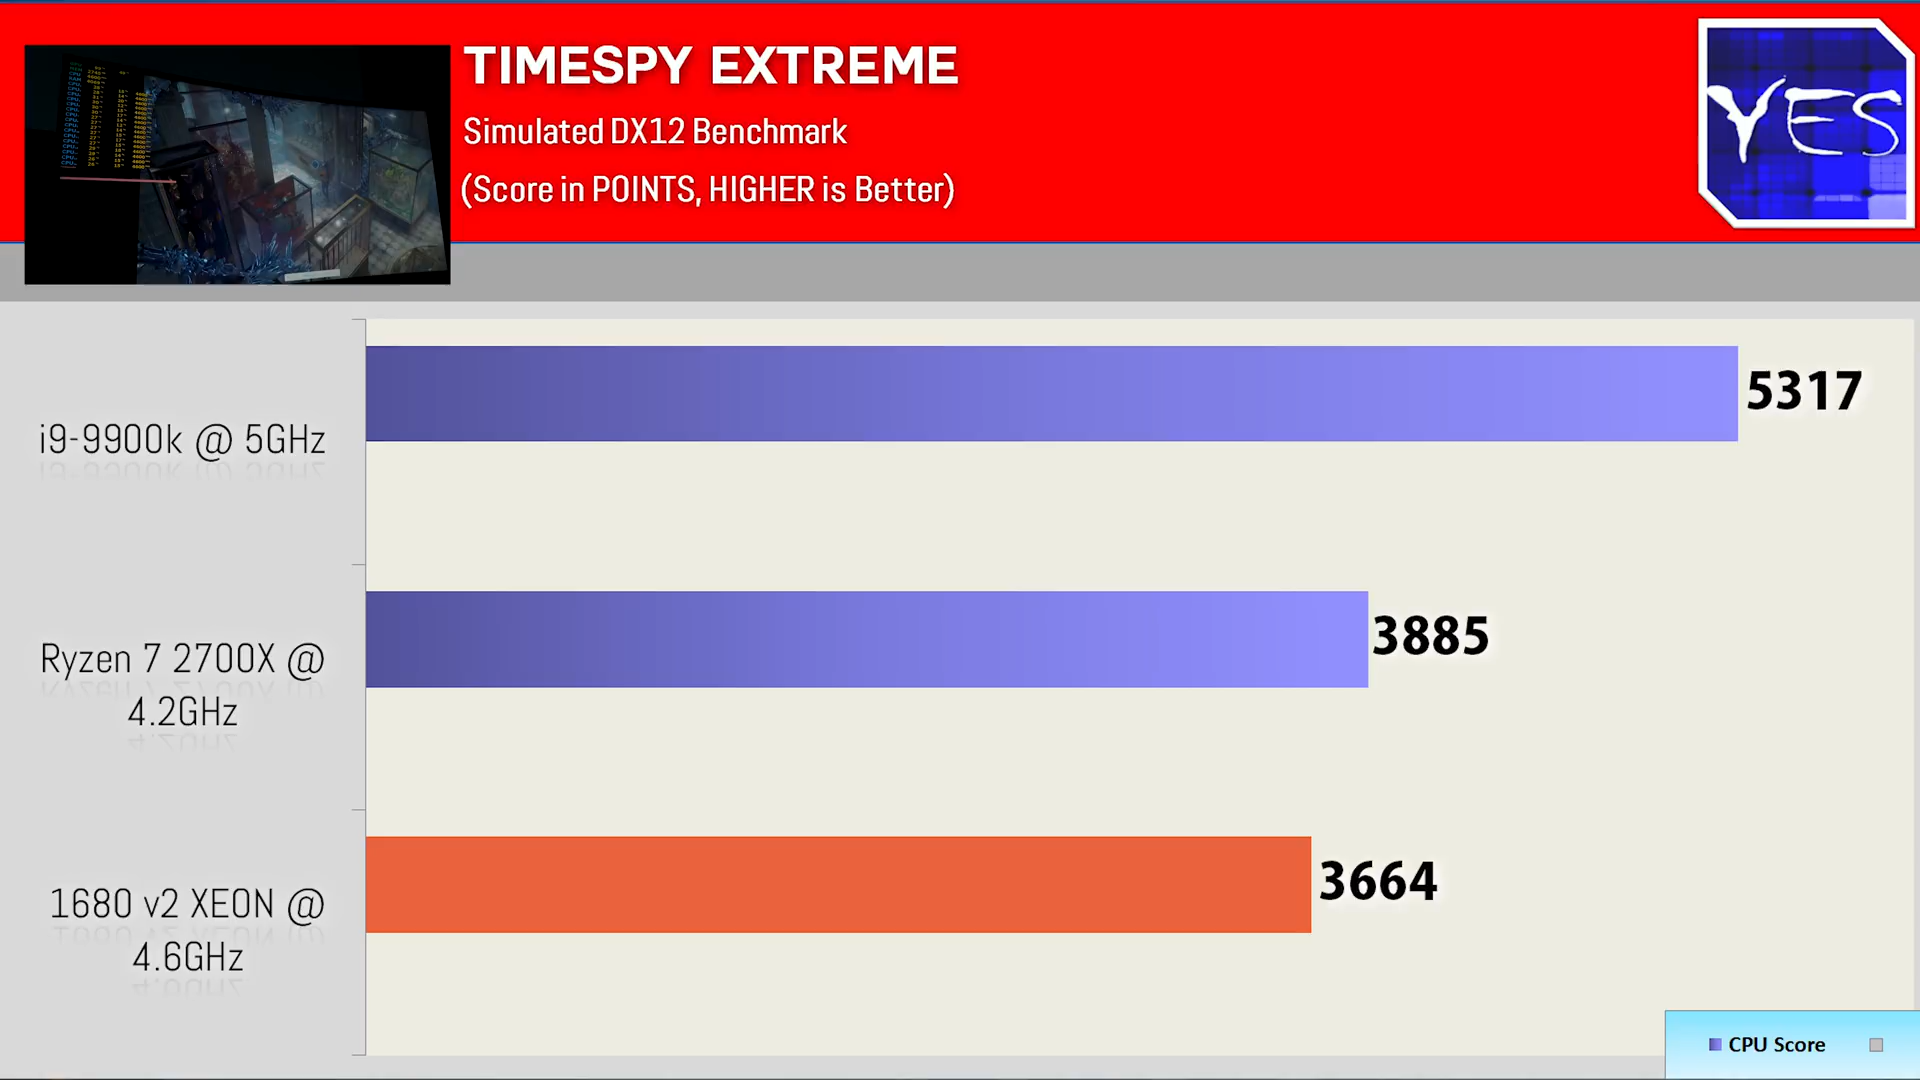 TIMESPY EXTREME
Simulated DX12 Benchmark
(Score in POINTS, HIGHER is Better)
YES
i9-9900k @ 5GHz
5317
Ryzen 7 2700X @
4.2GHz
3885
1680 v2 XEON @
4.6GHz
3664
CPU Score